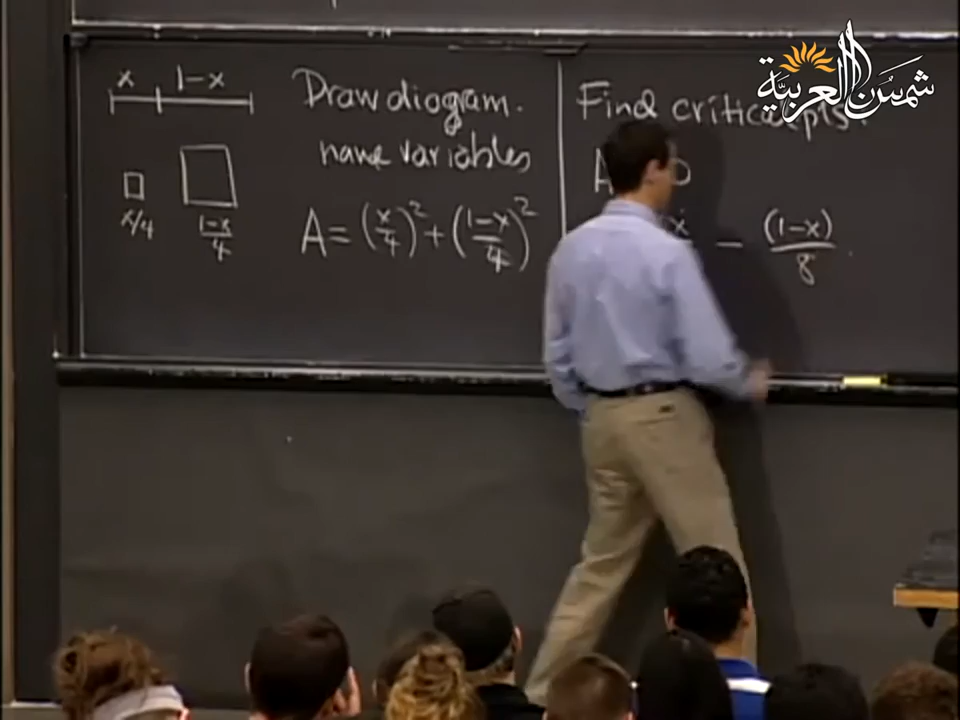 x 1-x
x/4
1-x
4
Draw diagram.
name variables
A = (x/4)² + (1-x/4)²
Find critical pts.
A
x - (1-x)/8
شمس العربية